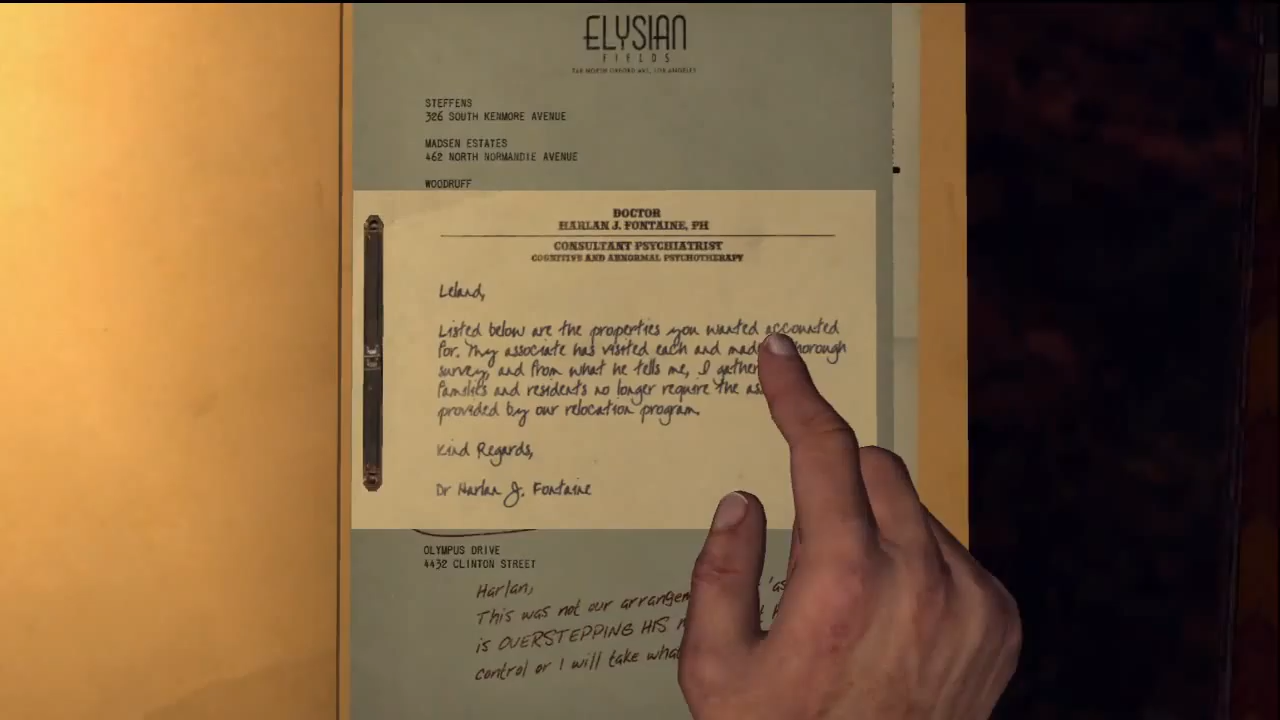 ELYSIAN
FIELDS
STEFFENS
326 SOUTH KENMORE AVENUE
MADSEN ESTATES
462 NORTH NORMANDIE AVENUE
WOODRUFF
DOCTOR
HARLAN J. FONTAINE, PH
CONSULTANT PSYCHIATRIST
COGNITIVE AND ABNORMAL PSYCHOTHERAPY
Leland,
Listed below are the properties you wanted accounted
for. My associate has visited each and made thorough
survey, and from what he tells me, I gather
families and residents no longer require the
provided by our relocation program.
Kind Regards,
Dr Harlan J. Fontaine
OLYMPUS DRIVE
4432 CLINTON STREET
Harlan,
This was not our
is OVERSTEPPING HIS
control or I will take